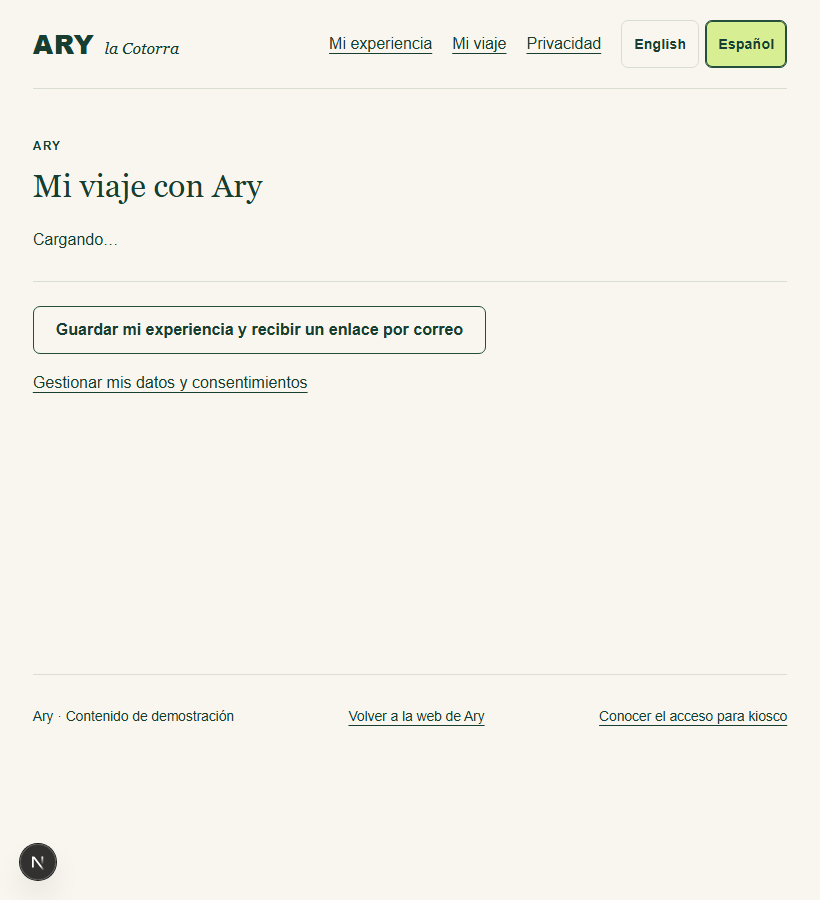 ARY la Cotorra
Mi experiencia Mi viaje Privacidad English Español
ARY
Mi viaje con Ary
Cargando…
Guardar mi experiencia y recibir un enlace por correo
Gestionar mis datos y consentimientos
Ary · Contenido de demostración Volver a la web de Ary Conocer el acceso para kiosco
N